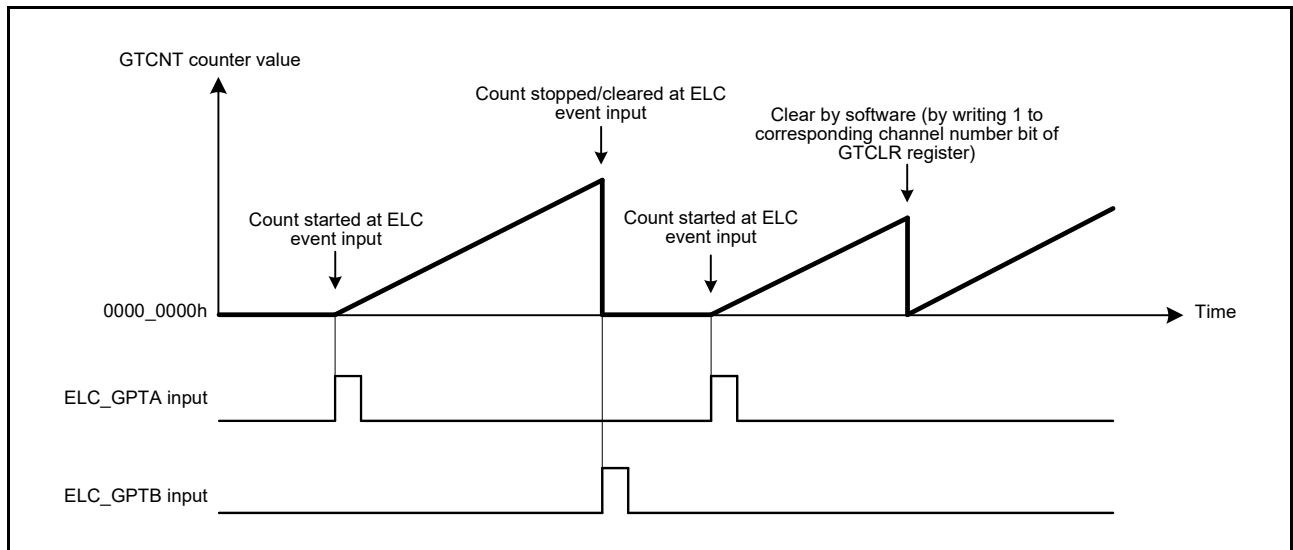 GTCNT counter value
Count stopped/cleared at ELC
event input
Clear by software (by writing 1 to
corresponding channel number bit of
GTCLR register)
Count started at ELC
event input
Count started at ELC
event input
0000_0000h
Time
ELC_GPTA input
ELC_GPTB input